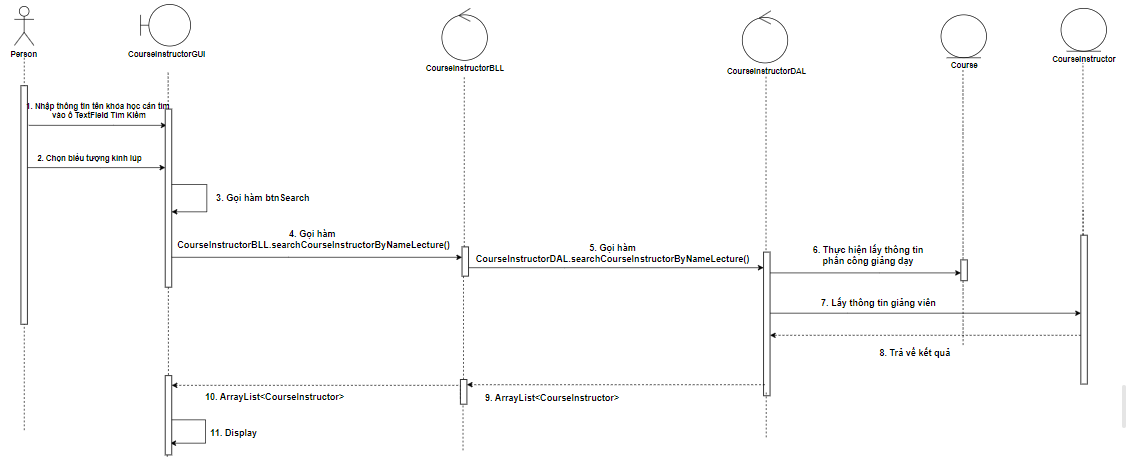 Person
CourseInstructorGUI
CourseInstructorBLL
CourseInstructorDAL
Course
CourseInstructor
1. Nhập thông tin tên khóa học cần tìm
vào ô TextField Tìm Kiếm
2. Chọn biểu tượng kính lúp
3. Gọi hàm btnSearch
4. Gọi hàm
CourseInstructorBLL.searchCourseInstructorByNameLecture()
5. Gọi hàm
CourseInstructorDAL.searchCourseInstructorByNameLecture()
6. Thực hiện lấy thông tin
phân công giảng dạy
7. Lấy thông tin giảng viên
8. Trả về kết quả
9. ArrayList<CourseInstructor>
10. ArrayList<CourseInstructor>
11. Display